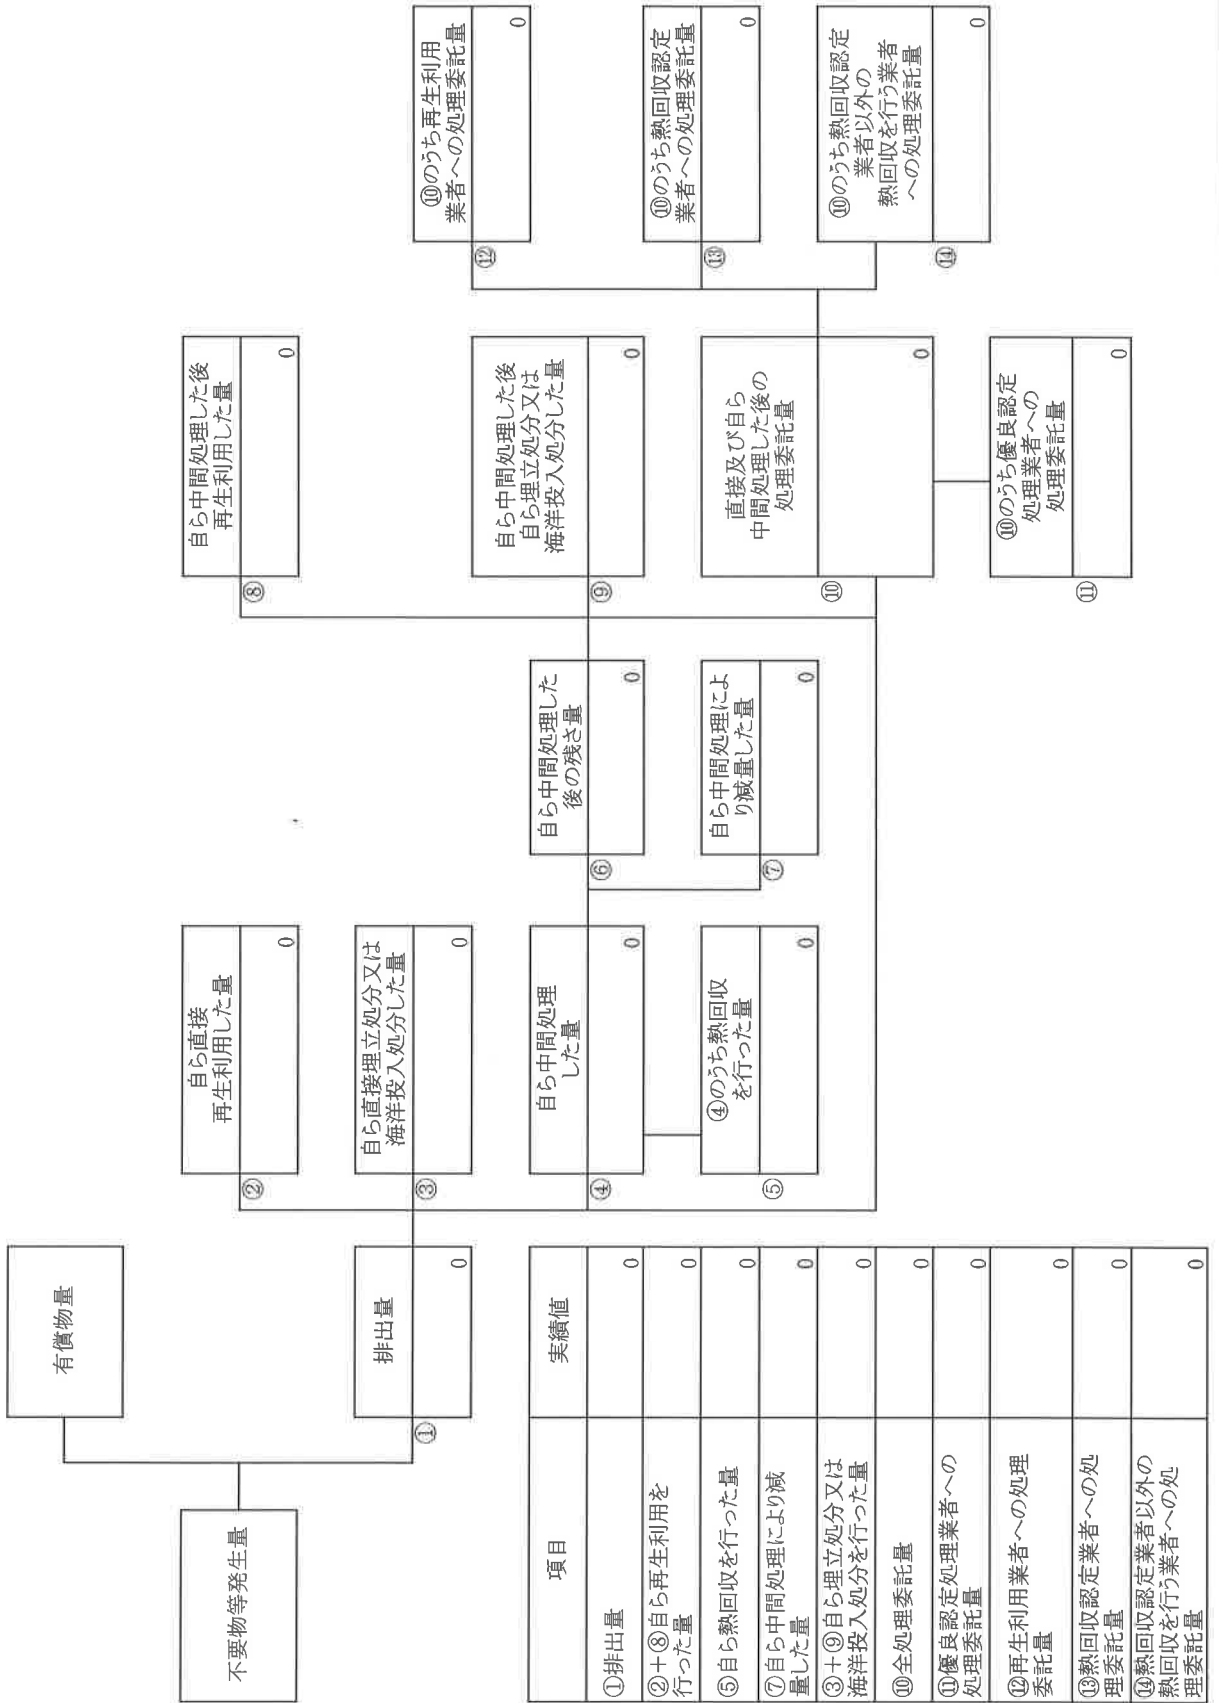 有償物量
不要物等発生量
①
排出量
0
②
自ら直接
再生利用した量
0
③
自ら直接埋立処分又は
海洋投入処分した量
0
④
自ら中間処理
した量
0
⑤
④のうち熱回収
を行った量
0
⑥
自ら中間処理した
後の残さ量
0
⑦
自ら中間処理によ
り減量した量
0
⑧
自ら中間処理した後
再生利用した量
0
⑨
自ら中間処理した後
自ら埋立処分又は
海洋投入処分した量
0
⑩
直接及び自ら
中間処理した後の
処理委託量
0
⑪
⑩のうち優良認定
処理業者への
処理委託量
0
⑫
⑩のうち再生利用
業者への処理委託量
0
⑬
⑩のうち熱回収認定
業者への処理委託量
0
⑭
⑩のうち熱回収認定
業者以外の
熱回収を行う業者
への処理委託量
0
項目 実績値
①排出量 0
②+⑧自ら再生利用を
行った量 0
⑤自ら熱回収を行った量 0
⑦自ら中間処理により減
量した量 0
③+⑨自ら埋立処分又は
海洋投入処分を行った量 0
⑩全処理委託量 0
⑪優良認定処理業者への
処理委託量 0
⑫再生利用業者への処理
委託量 0
⑬熱回収認定業者への処
理委託量 0
⑭熱回収認定業者以外の
熱回収を行う業者への処
理委託量 0